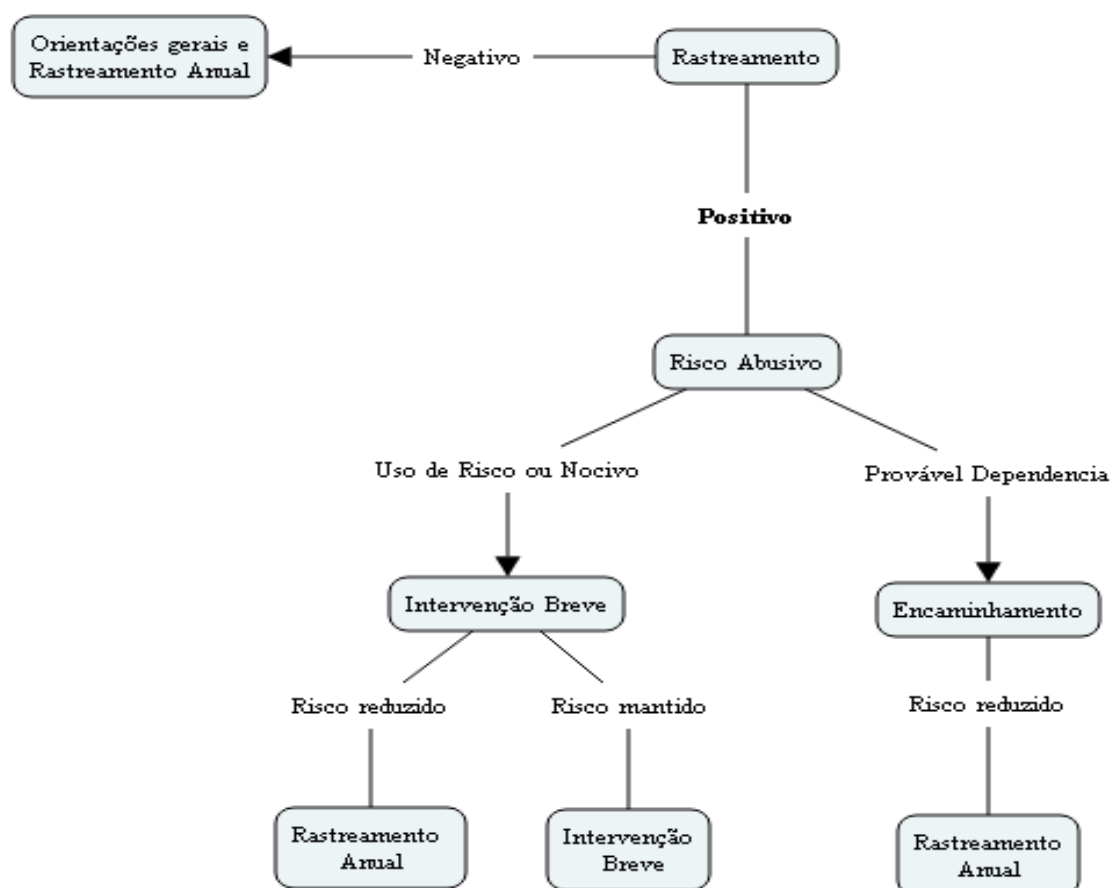 Orientações gerais e
Rastreamento Anual
Negativo
Rastreamento
Positivo
Risco Abusivo
Uso de Risco ou Nocivo
Provável Dependencia
Intervenção Breve
Encaminhamento
Risco reduzido
Risco mantido
Risco reduzido
Rastreamento
Anual
Intervenção
Breve
Rastreamento
Anual